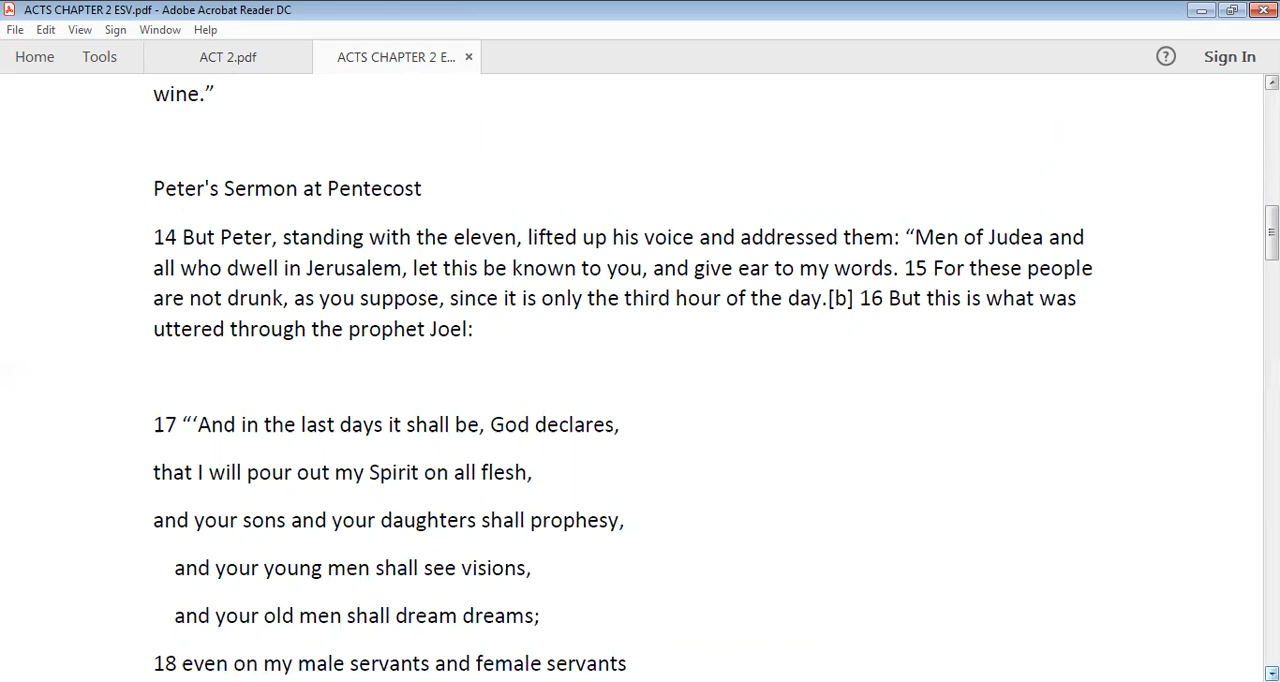 ACTS CHAPTER 2 ESV.pdf - Adobe Acrobat Reader DC
File Edit View Sign Window Help
Home Tools ACT 2.pdf ACTS CHAPTER 2 E... × ? Sign In
wine.”
Peter's Sermon at Pentecost
14 But Peter, standing with the eleven, lifted up his voice and addressed them: “Men of Judea and
all who dwell in Jerusalem, let this be known to you, and give ear to my words. 15 For these people
are not drunk, as you suppose, since it is only the third hour of the day.[b] 16 But this is what was
uttered through the prophet Joel:
17 “‘And in the last days it shall be, God declares,
that I will pour out my Spirit on all flesh,
and your sons and your daughters shall prophesy,
and your young men shall see visions,
and your old men shall dream dreams;
18 even on my male servants and female servants